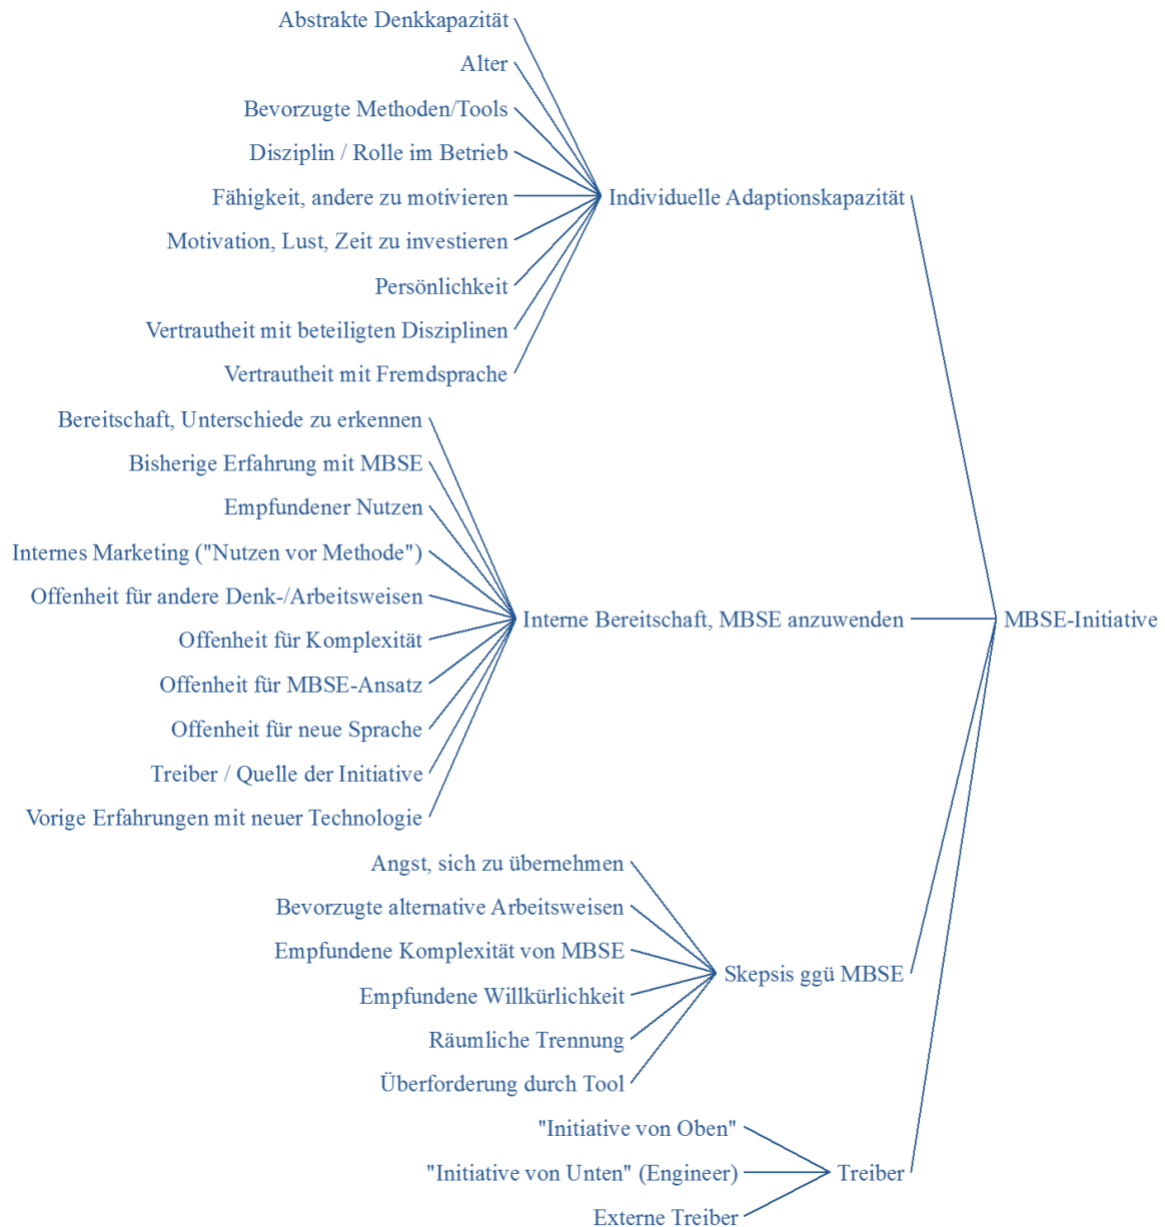 Abstrakte Denkkapazität
Alter
Bevorzugte Methoden/Tools
Disziplin / Rolle im Betrieb
Fähigkeit, andere zu motivieren
Individuelle Adaptionskapazität
Motivation, Lust, Zeit zu investieren
Persönlichkeit
Vertrautheit mit beteiligten Disziplinen
Vertrautheit mit Fremdsprache
Bereitschaft, Unterschiede zu erkennen
Bisherige Erfahrung mit MBSE
Empfundener Nutzen
Internes Marketing ("Nutzen vor Methode")
Offenheit für andere Denk-/Arbeitsweisen
Interne Bereitschaft, MBSE anzuwenden
MBSE-Initiative
Offenheit für Komplexität
Offenheit für MBSE-Ansatz
Offenheit für neue Sprache
Treiber / Quelle der Initiative
Vorige Erfahrungen mit neuer Technologie
Angst, sich zu übernehmen
Bevorzugte alternative Arbeitsweisen
Empfundene Komplexität von MBSE
Skepsis ggü MBSE
Empfundene Willkürlichkeit
Räumliche Trennung
Überforderung durch Tool
"Initiative von Oben"
"Initiative von Unten" (Engineer)
Treiber
Externe Treiber